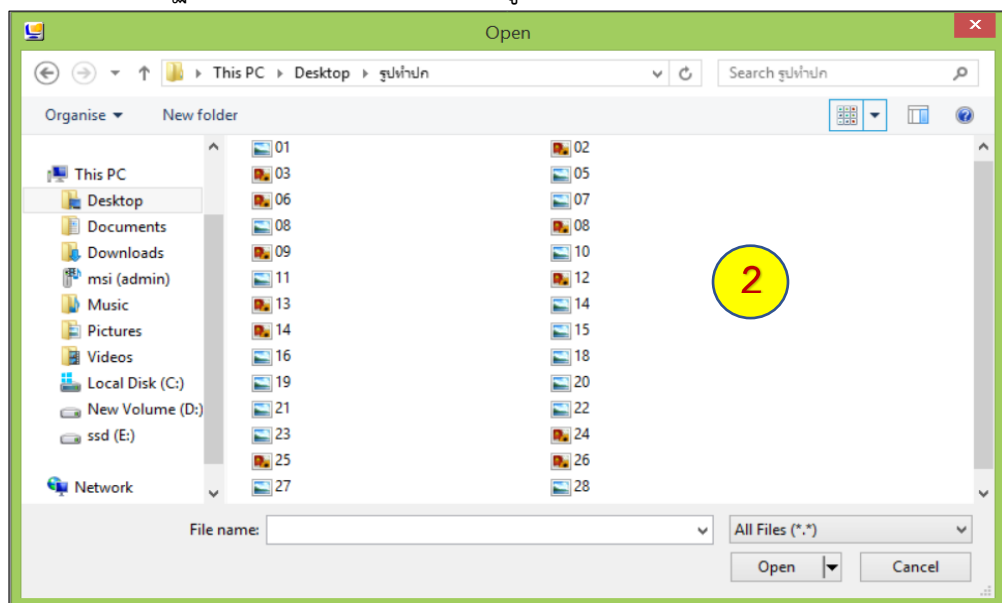 Open
This PC Desktop รูปทำปก
Search รูปทำปก
Organise New folder
01 02
This PC 03 05
Desktop 06 07
Documents 08 08
Downloads 09 10
msi (admin) 11 12
2
Music 13 14
Pictures 14 15
Videos 16 18
Local Disk (C:) 19 20
New Volume (D:) 21 22
ssd (E:) 23 24
25 26
Network 27 28
File name: All Files (*.*)
Open Cancel